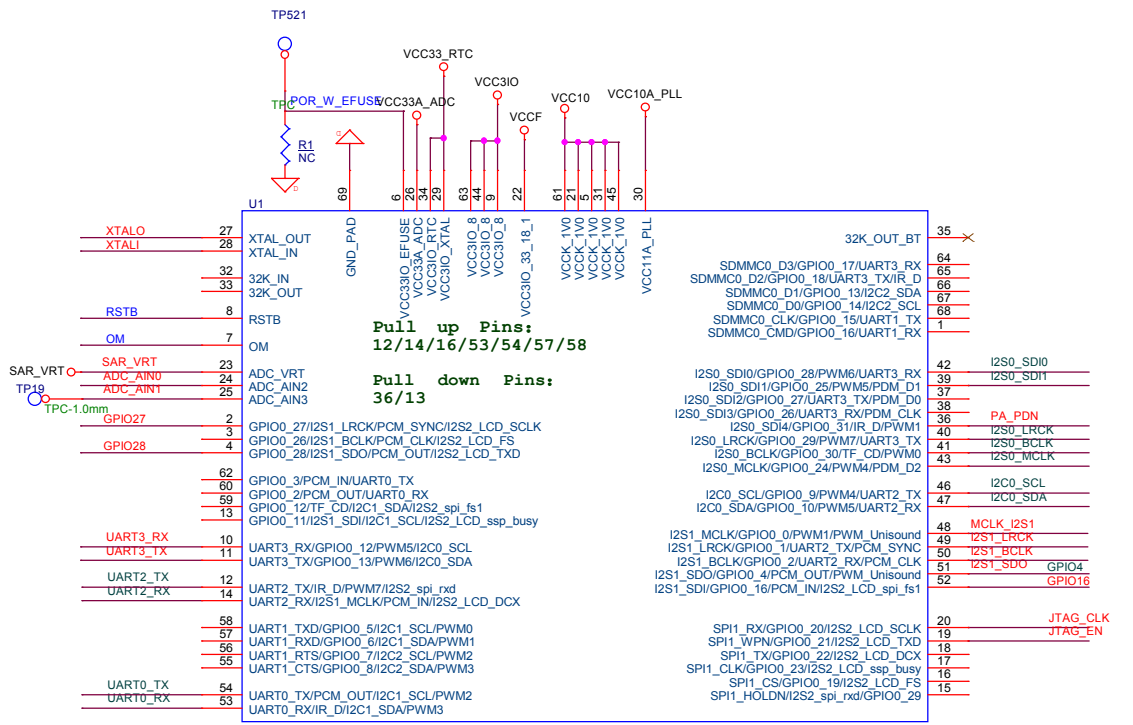 TP521
VCC33_RTC
VCC3IO
VCC10
VCC10A_PLL
TPC
POR_W_EFUSE
VCC33A_ADC
VCCF
R1
NC
69
6
26
34
29
63
44
9
22
61
21
5
31
45
30
U1
GND_PAD
VCC33IO_EFUSE
VCC33A_ADC
VCC3IO_RTC
VCC3IO_XTAL
VCC3IO_8
VCC3IO_8
VCC3IO_8
VCC3IO_33_18_1
VCCK_1V0
VCCK_1V0
VCCK_1V0
VCCK_1V0
VCCK_1V0
VCC11A_PLL
XTALO 27 XTAL_OUT
XTALI 28 XTAL_IN
32 32K_IN
33 32K_OUT
RSTB 8 RSTB
OM 7 OM
Pull up Pins:
12/14/16/53/54/57/58
Pull down Pins:
36/13
SAR_VRT SAR_VRT 23 ADC_VRT
TP19 ADC_AIN0 24 ADC_AIN2
ADC_AIN1 25 ADC_AIN3
TPC-1.0mm
GPIO27 2 GPIO0_27/I2S1_LRCK/PCM_SYNC/I2S2_LCD_SCLK
3 GPIO0_26/I2S1_BCLK/PCM_CLK/I2S2_LCD_FS
GPIO28 4 GPIO0_28/I2S1_SDO/PCM_OUT/I2S2_LCD_TXD
62 GPIO0_3/PCM_IN/UART0_TX
60 GPIO0_2/PCM_OUT/UART0_RX
59 GPIO0_12/TF_CD/I2C1_SDA/I2S2_spi_fs1
13 GPIO0_11/I2S1_SDI/I2C1_SCL/I2S2_LCD_ssp_busy
UART3_RX 10 UART3_RX/GPIO0_12/PWM5/I2C0_SCL
UART3_TX 11 UART3_TX/GPIO0_13/PWM6/I2C0_SDA
UART2_TX 12 UART2_TX/IR_D/PWM7/I2S2_spi_rxd
UART2_RX 14 UART2_RX/I2S1_MCLK/PCM_IN/I2S2_LCD_DCX
58 UART1_TXD/GPIO0_5/I2C1_SCL/PWM0
57 UART1_RXD/GPIO0_6/I2C1_SDA/PWM1
56 UART1_RTS/GPIO0_7/I2C2_SCL/PWM2
55 UART1_CTS/GPIO0_8/I2C2_SDA/PWM3
UART0_TX 54 UART0_TX/PCM_OUT/I2C1_SCL/PWM2
UART0_RX 53 UART0_RX/IR_D/I2C1_SDA/PWM3
32K_OUT_BT 35
SDMMC0_D3/GPIO0_17/UART3_RX 64
SDMMC0_D2/GPIO0_18/UART3_TX/IR_D 65
SDMMC0_D1/GPIO0_13/I2C2_SDA 66
SDMMC0_D0/GPIO0_14/I2C2_SCL 67
SDMMC0_CLK/GPIO0_15/UART1_TX 68
SDMMC0_CMD/GPIO0_16/UART1_RX 1
I2S0_SDI0/GPIO0_28/PWM6/UART3_RX 42 I2S0_SDI0
I2S0_SDI1/GPIO0_25/PWM5/PDM_D1 39 I2S0_SDI1
I2S0_SDI2/GPIO0_27/UART3_TX/PDM_D0 37
I2S0_SDI3/GPIO0_26/UART3_RX/PDM_CLK 38
I2S0_SDI4/GPIO0_31/IR_D/PWM1 36 PA_PDN
I2S0_LRCK/GPIO0_29/PWM7/UART3_TX 40 I2S0_LRCK
I2S0_BCLK/GPIO0_30/TF_CD/PWM0 41 I2S0_BCLK
I2S0_MCLK/GPIO0_24/PWM4/PDM_D2 43 I2S0_MCLK
I2C0_SCL/GPIO0_9/PWM4/UART2_TX 46 I2C0_SCL
I2C0_SDA/GPIO0_10/PWM5/UART2_RX 47 I2C0_SDA
I2S1_MCLK/GPIO0_0/PWM1/PWM_Unisound 48 MCLK_I2S1
I2S1_LRCK/GPIO0_1/UART2_TX/PCM_SYNC 49 I2S1_LRCK
I2S1_BCLK/GPIO0_2/UART2_RX/PCM_CLK 50 I2S1_BCLK
I2S1_SDO/GPIO0_4/PCM_OUT/PWM_Unisound 51 I2S1_SDO GPIO4
I2S1_SDI/GPIO0_16/PCM_IN/I2S2_LCD_spi_fs1 52 GPIO16
SPI1_RX/GPIO0_20/I2S2_LCD_SCLK 20 JTAG_CLK
SPI1_WPN/GPIO0_21/I2S2_LCD_TXD 19 JTAG_EN
SPI1_TX/GPIO0_22/I2S2_LCD_DCX 18
SPI1_CLK/GPIO0_23/I2S2_LCD_ssp_busy 17
SPI1_CS/GPIO0_19/I2S2_LCD_FS 16
SPI1_HOLDN/I2S2_spi_rxd/GPIO0_29 15